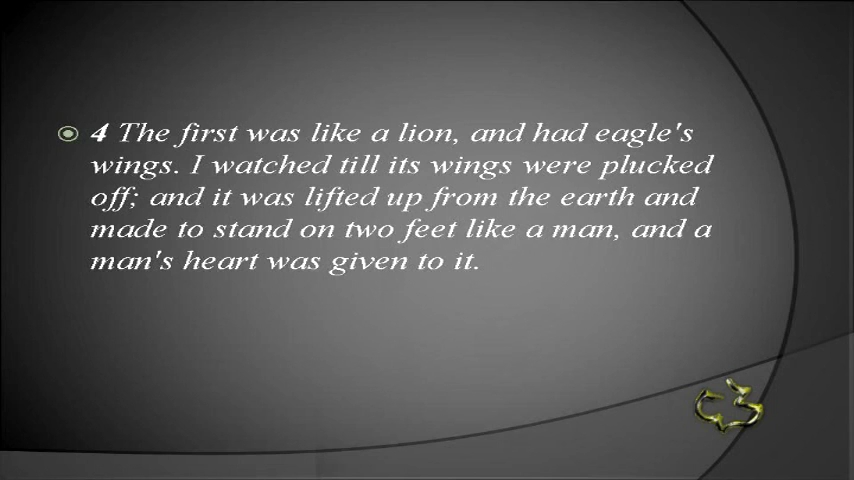 4 The first was like a lion, and had eagle's
wings. I watched till its wings were plucked
off; and it was lifted up from the earth and
made to stand on two feet like a man, and a
man's heart was given to it.